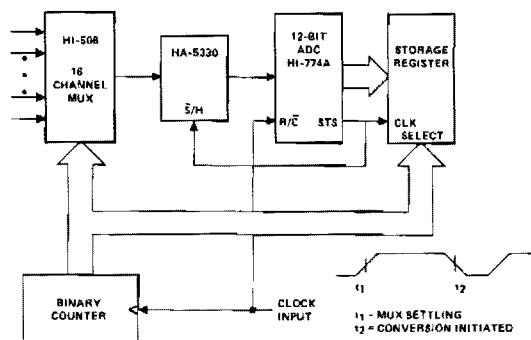 HI-506
16
CHANNEL
MUX
HA-5330
S̅/H
12-BIT
ADC
HI-774A
R/C̅
STS
STORAGE
REGISTER
CLK
SELECT
BINARY
COUNTER
CLOCK
INPUT
t1
t2
t1 - MUX SETTLING
t2 = CONVERSION INITIATED